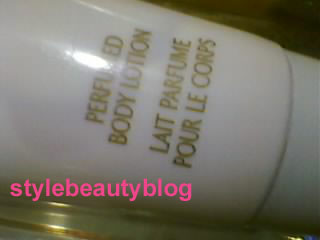 PERFUMED
BODY LOTION
LAIT PARFUME
POUR LE CORPS
stylebeautyblog